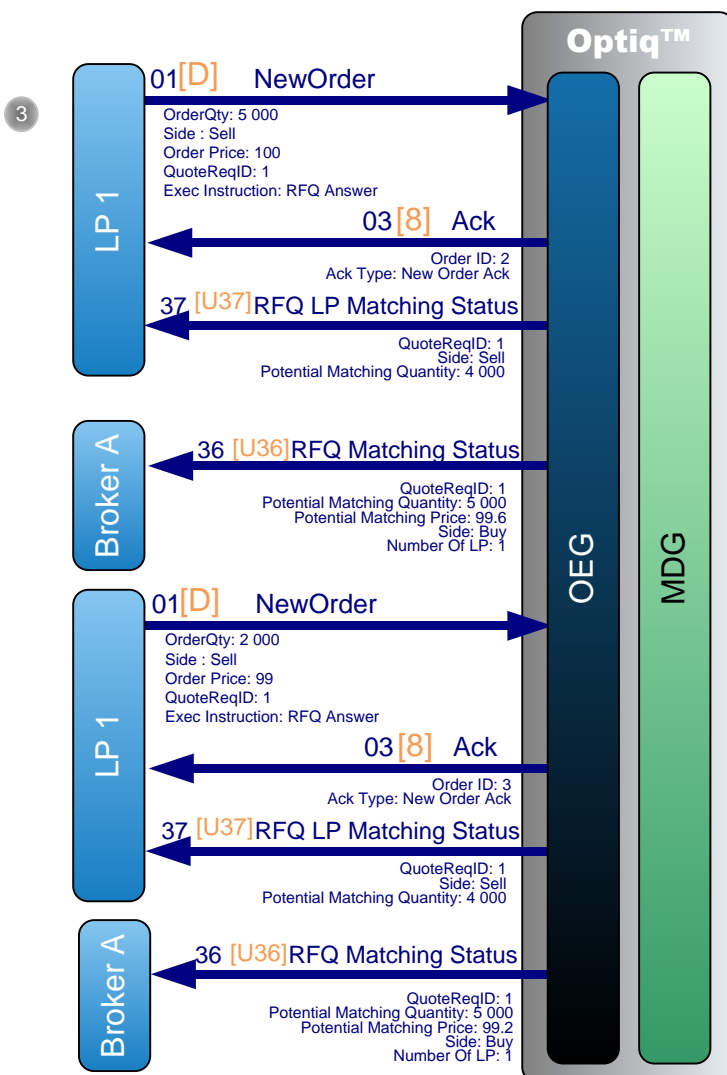 Optiq™
3
LP 1
01[D] NewOrder
OrderQty: 5 000
Side : Sell
Order Price: 100
QuoteReqID: 1
Exec Instruction: RFQ Answer
03[8] Ack
Order ID: 2
Ack Type: New Order Ack
37 [U37]RFQ LP Matching Status
QuoteReqID: 1
Side: Sell
Potential Matching Quantity: 4 000
Broker A
36 [U36]RFQ Matching Status
QuoteReqID: 1
Potential Matching Quantity: 5 000
Potential Matching Price: 99.6
Side: Buy
Number Of LP: 1
OEG
MDG
LP 1
01[D] NewOrder
OrderQty: 2 000
Side : Sell
Order Price: 99
QuoteReqID: 1
Exec Instruction: RFQ Answer
03[8] Ack
Order ID: 3
Ack Type: New Order Ack
37 [U37]RFQ LP Matching Status
QuoteReqID: 1
Side: Sell
Potential Matching Quantity: 4 000
Broker A
36 [U36]RFQ Matching Status
QuoteReqID: 1
Potential Matching Quantity: 5 000
Potential Matching Price: 99.2
Side: Buy
Number Of LP: 1